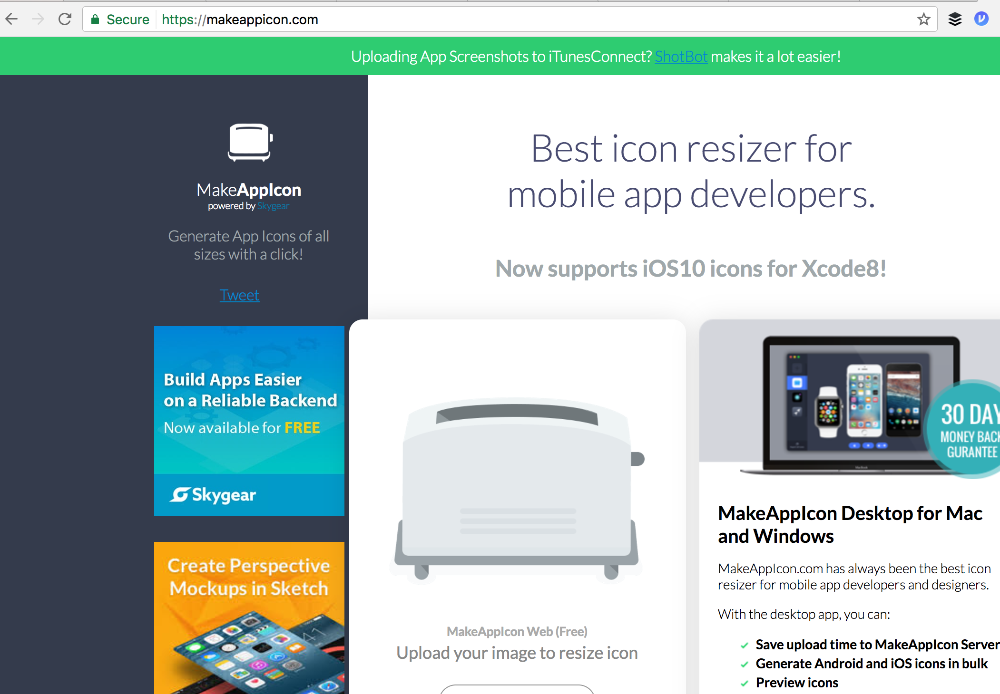 Secure https://makeappicon.com
Uploading App Screenshots to iTunesConnect? ShotBot makes it a lot easier!
MakeAppIcon
powered by Skygear
Generate App Icons of all
sizes with a click!
Tweet
Build Apps Easier
on a Reliable Backend
Now available for FREE
Skygear
Create Perspective
Mockups in Sketch
Best icon resizer for
mobile app developers.
Now supports iOS10 icons for Xcode8!
MakeAppIcon Web (Free)
Upload your image to resize icon
30 DAY
MONEY BACK
GURANTEE
MakeAppIcon Desktop for Mac
and Windows
MakeAppIcon.com has always been the best icon
resizer for mobile app developers and designers.
With the desktop app, you can:
Save upload time to MakeAppIcon Server
Generate Android and iOS icons in bulk
Preview icons